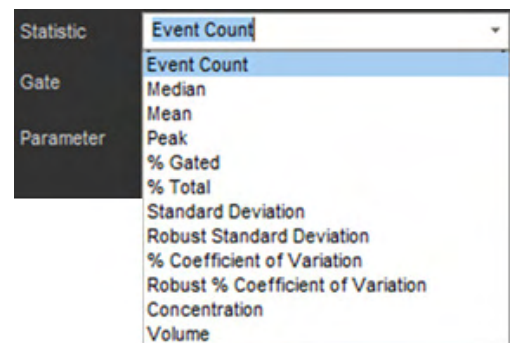 Statistic Event Count
Event Count
Gate
Median
Mean
Parameter
Peak
% Gated
% Total
Standard Deviation
Robust Standard Deviation
% Coefficient of Variation
Robust % Coefficient of Variation
Concentration
Volume